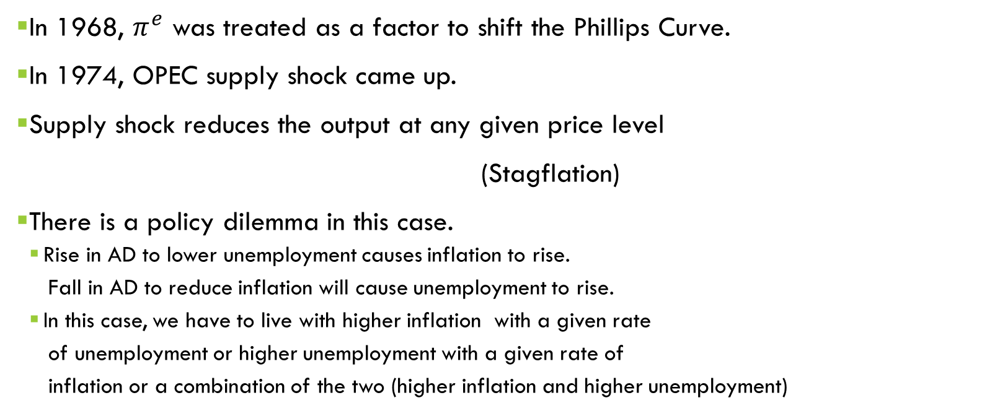 ▪In 1968, 𝜋ᵉ was treated as a factor to shift the Phillips Curve.
▪In 1974, OPEC supply shock came up.
▪Supply shock reduces the output at any given price level
(Stagflation)
▪There is a policy dilemma in this case.
▪Rise in AD to lower unemployment causes inflation to rise.
Fall in AD to reduce inflation will cause unemployment to rise.
▪In this case, we have to live with higher inflation with a given rate
of unemployment or higher unemployment with a given rate of
inflation or a combination of the two (higher inflation and higher unemployment)